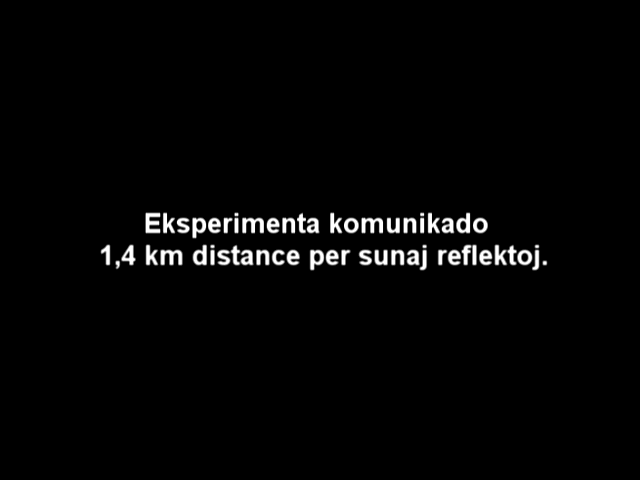 Eksperimenta komunikado
1,4 km distance per sunaj reflektoj.